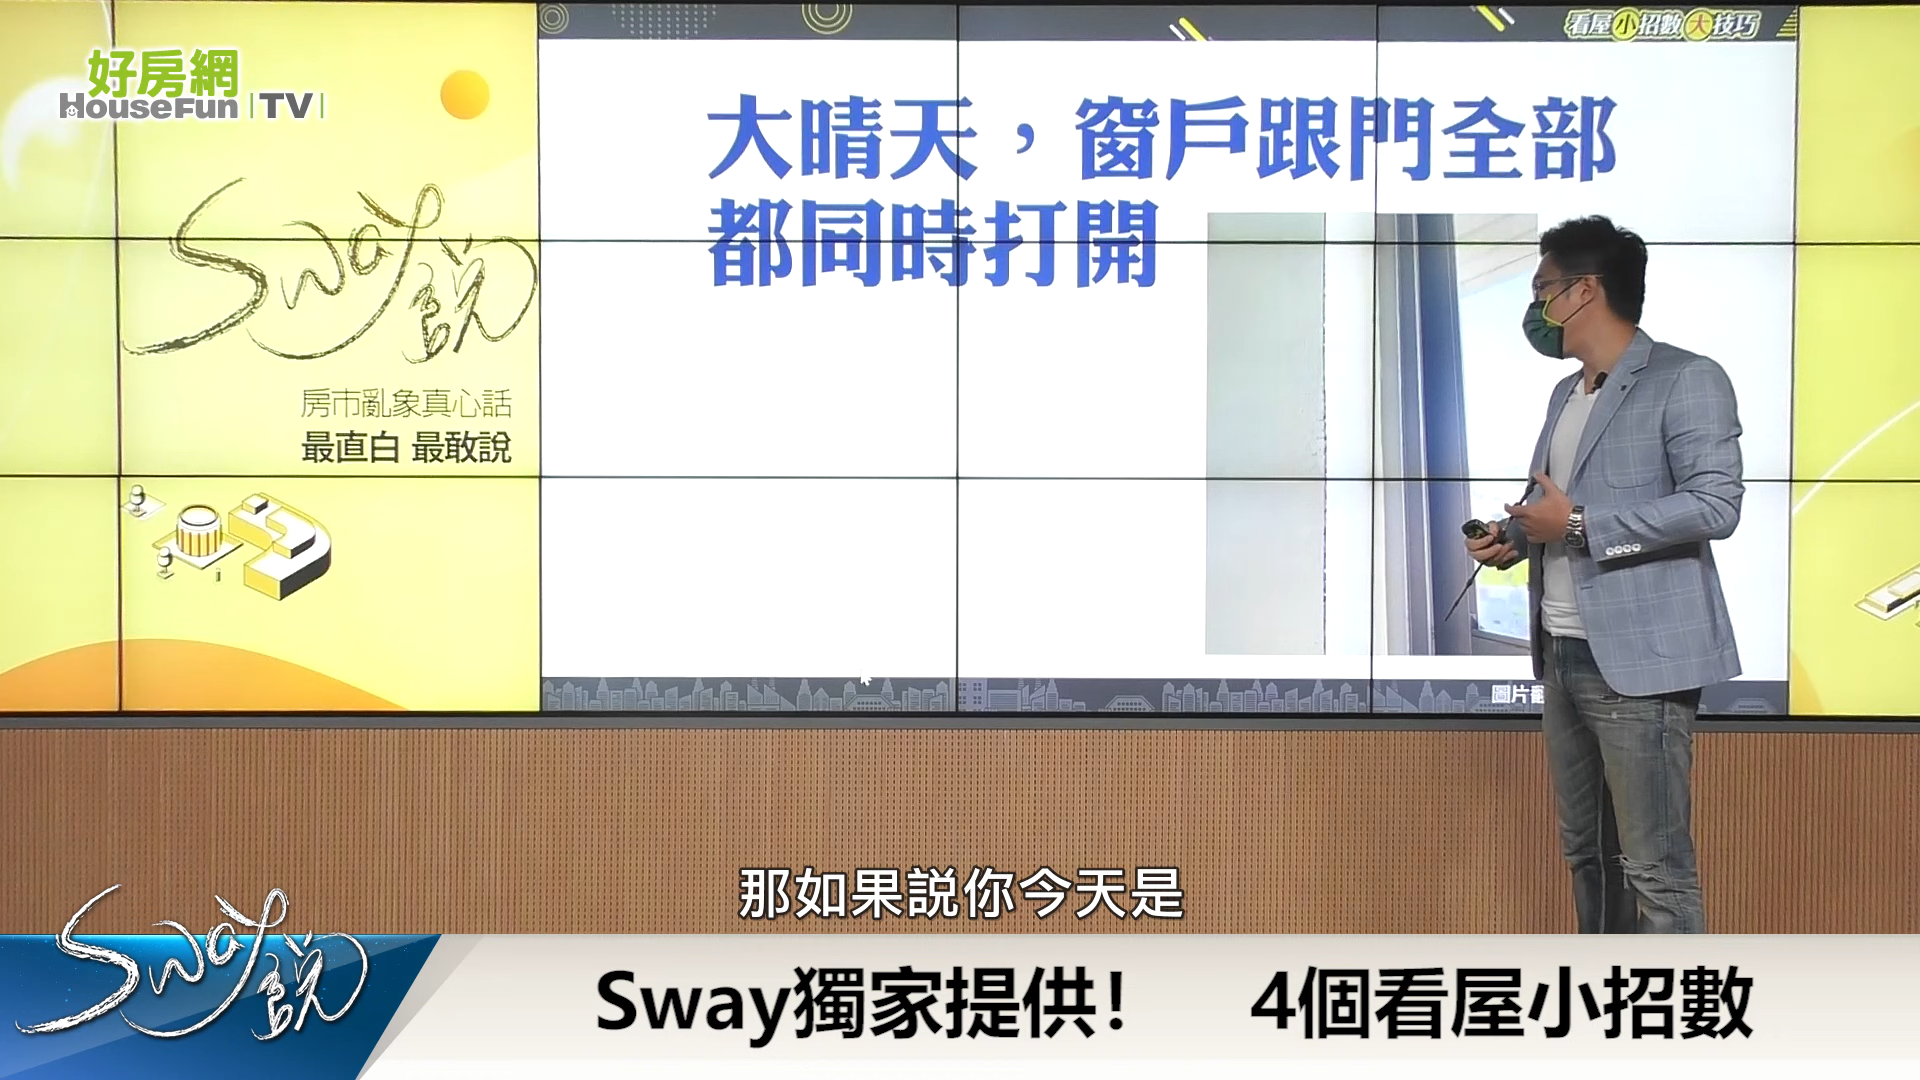 好房網
HouseFun TV
看屋小招數大技巧
大晴天，窗戶跟門全部
都同時打開
Sway說
房市亂象真心話
最直白 最敢說
圖片翻
那如果說你今天是
Sway說
Sway獨家提供！ 4個看屋小招數